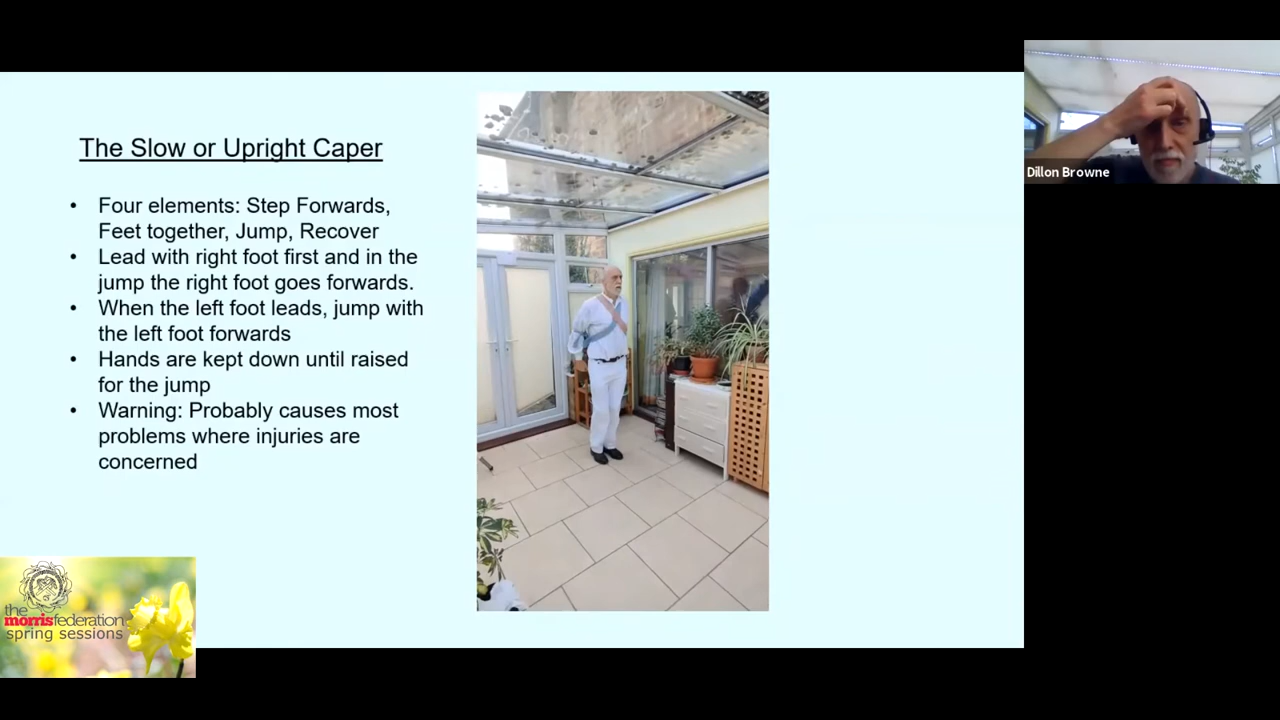 The Slow or Upright Caper
• Four elements: Step Forwards,
Feet together, Jump, Recover
• Lead with right foot first and in the
jump the right foot goes forwards.
• When the left foot leads, jump with
the left foot forwards
• Hands are kept down until raised
for the jump
• Warning: Probably causes most
problems where injuries are
concerned
Dillon Browne
the
morrisfederation
spring sessions